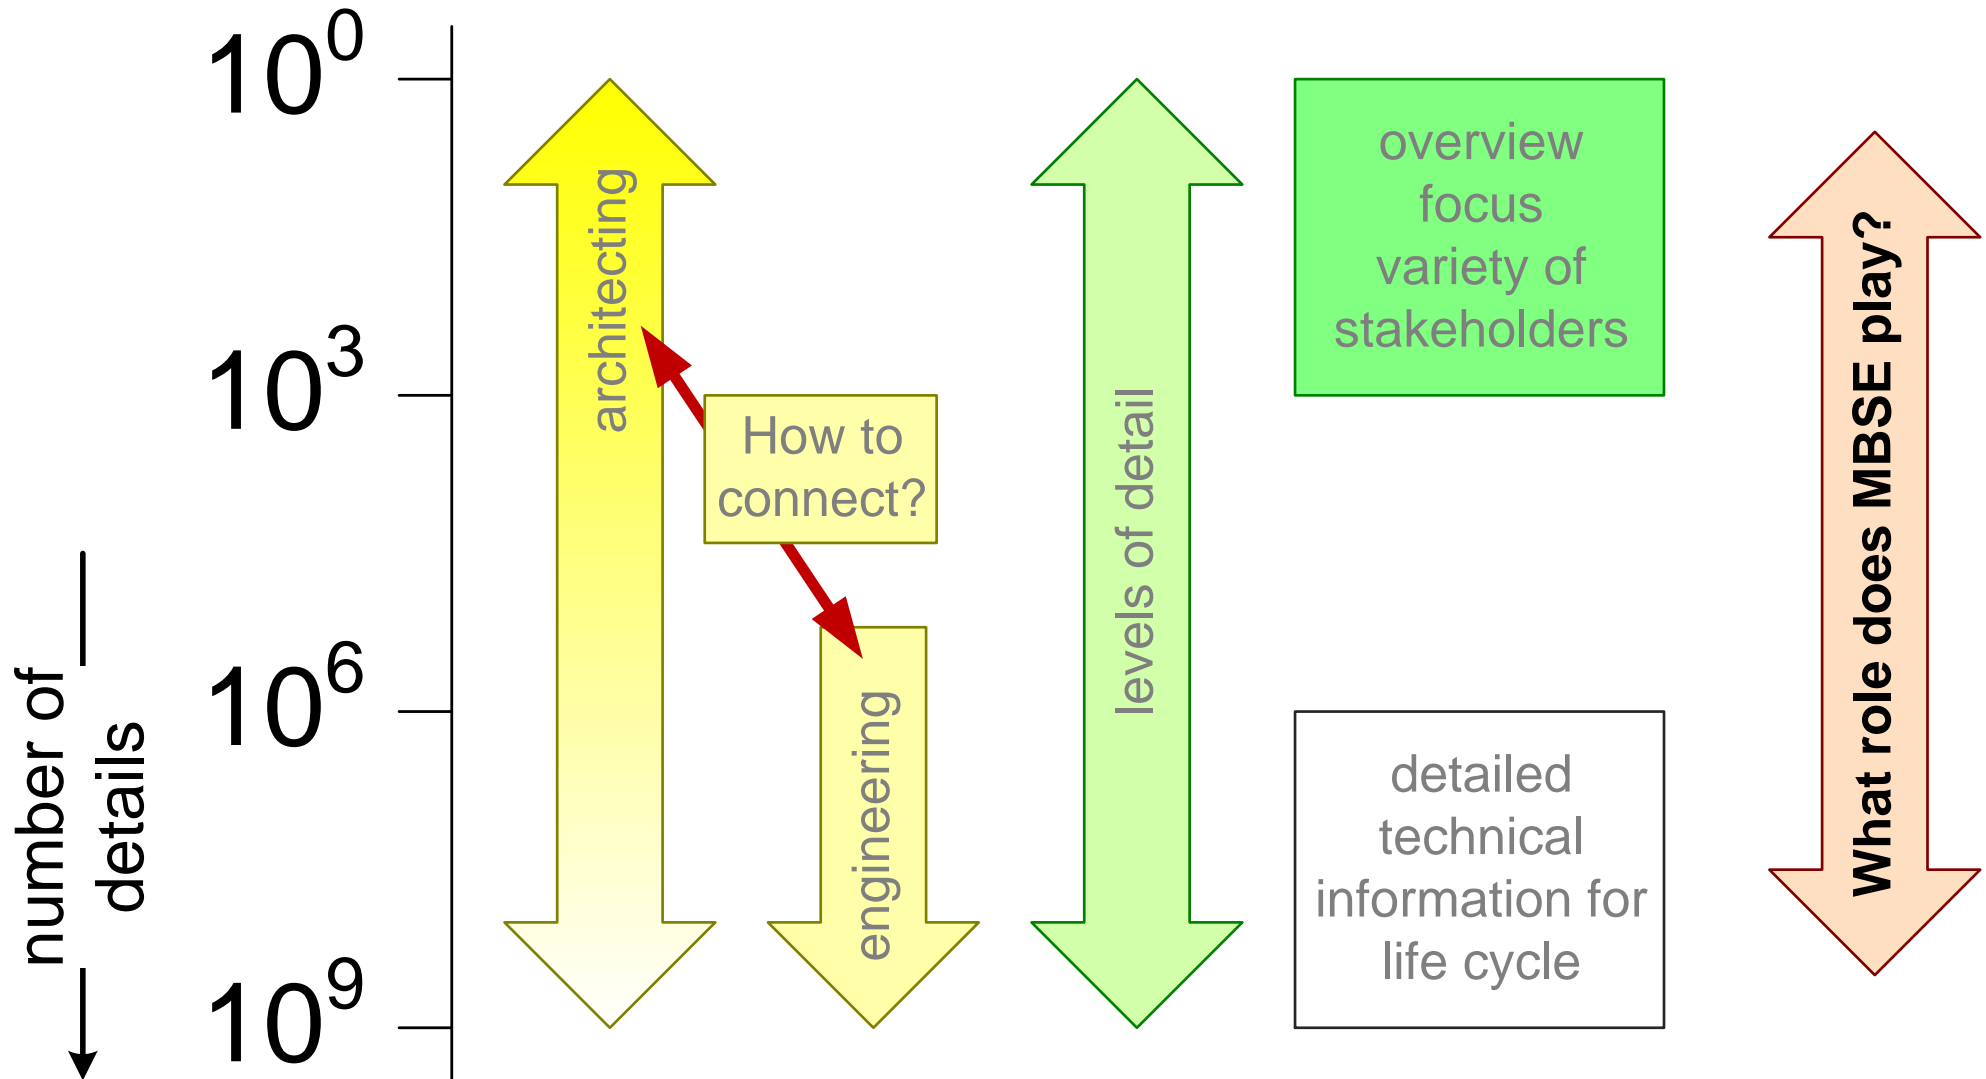 10^0
10^3
10^6
10^9
number of
details
architecting
How to
connect?
engineering
levels of detail
overview
focus
variety of
stakeholders
detailed
technical
information for
life cycle
What role does MBSE play?